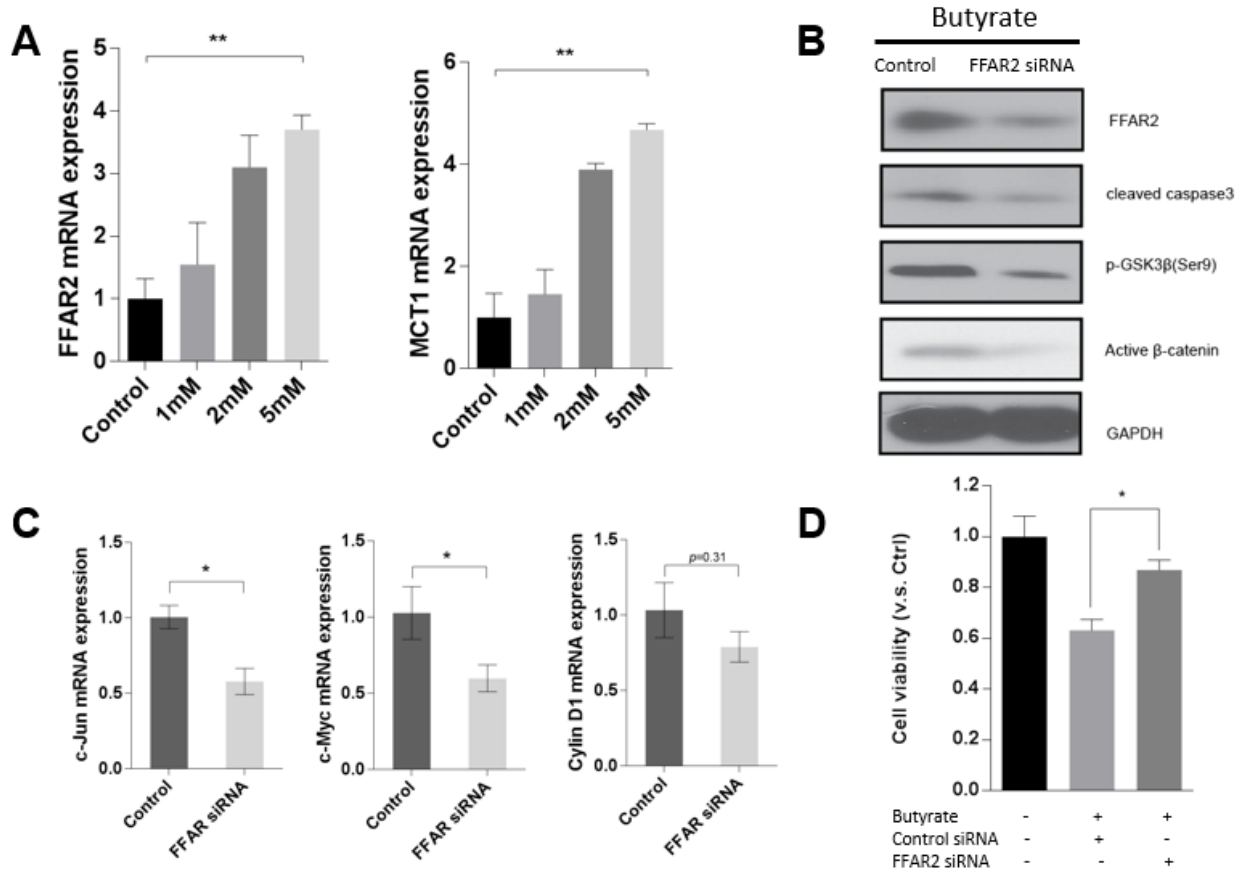 A
FFAR2 mRNA expression
5
4
3
2
1
0
**
Control
1mM
2mM
5mM
MCT1 mRNA expression
6
4
2
0
**
Control
1mM
2mM
5mM
B
Butyrate
Control FFAR2 siRNA
FFAR2
cleaved caspase3
p-GSK3β(Ser9)
Active β-catenin
GAPDH
C
c-Jun mRNA expression
1.5
1.0
0.5
0.0
*
Control
FFAR siRNA
c-Myc mRNA expression
1.5
1.0
0.5
0.0
*
Control
FFAR siRNA
Cylin D1 mRNA expression
1.5
1.0
0.5
0.0
p=0.31
Control
FFAR siRNA
D
Cell viability (v.s. Ctrl)
1.2
1.0
0.8
0.6
0.4
1.2
0.0
*
Butyrate - + +
Control siRNA - + -
FFAR2 siRNA - - +